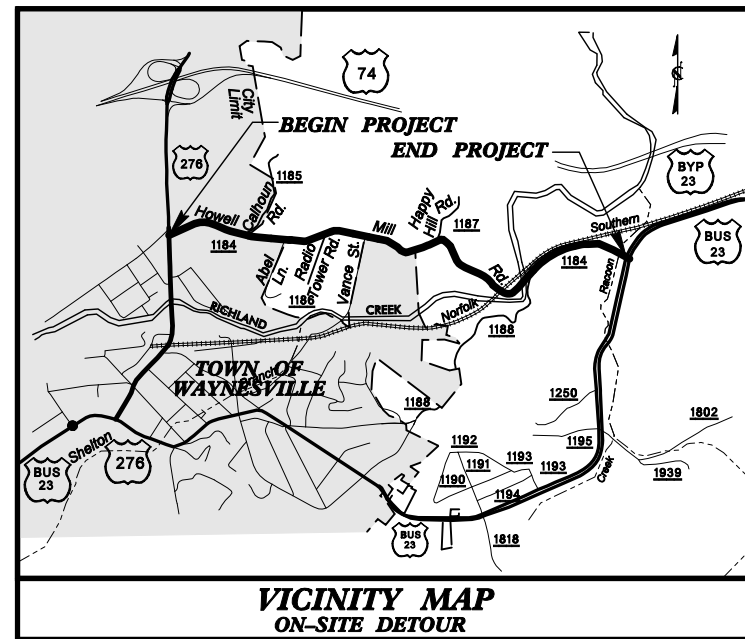 74
City
Limit
BEGIN PROJECT
END PROJECT
276
BYP
23
1185
Calhoun
Rd.
Happy
Hill Rd.
1187
BUS
23
Howell
Mill
Rd.
Southern
1184
1184
Abel
Ln.
Radio
Tower Rd.
Vance St.
1186
Racoon
RICHLAND
CREEK
Norfolk
1188
TOWN OF
WAYNESVILLE
Branch
1188
1250
1802
Shelton
276
BUS
23
1192
1191
1193
1195
1190
1193
1939
1194
Creek
BUS
23
1818
VICINITY MAP
ON–SITE DETOUR